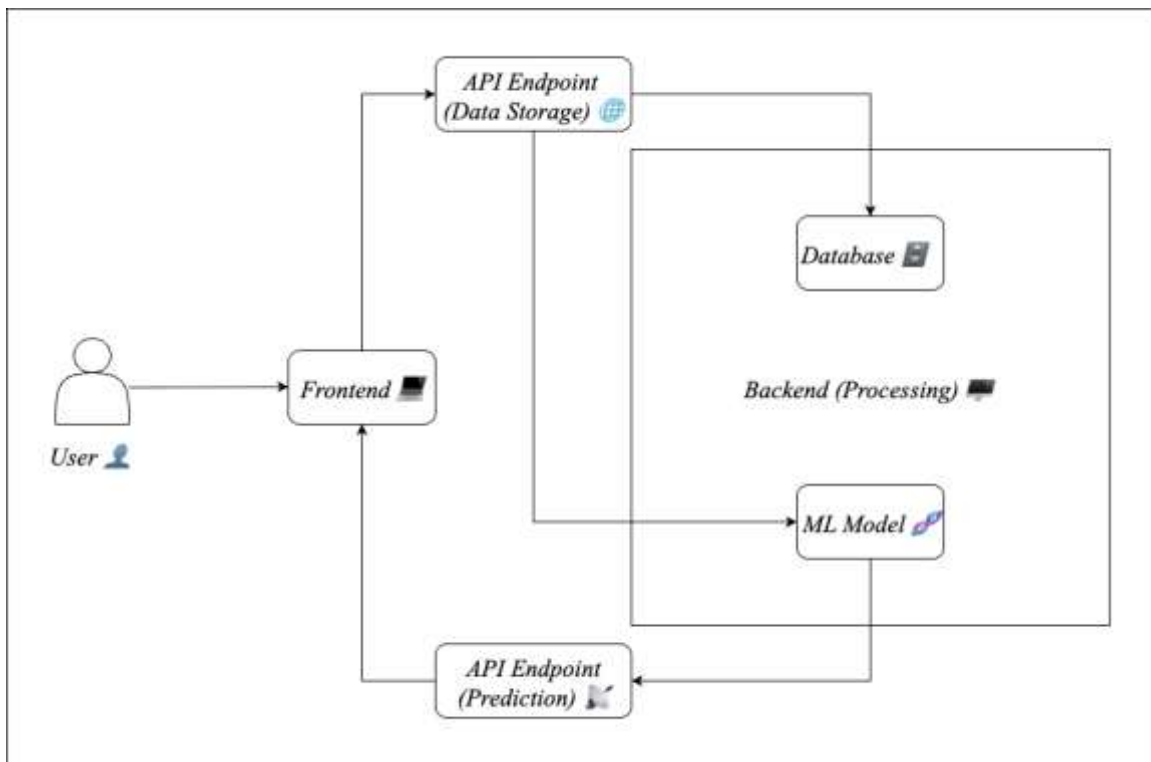 API Endpoint
(Data Storage) 🌐
Database 🗄️
Frontend 💻
Backend (Processing) 🖥️
User 👤
ML Model 🧬
API Endpoint
(Prediction) 📡